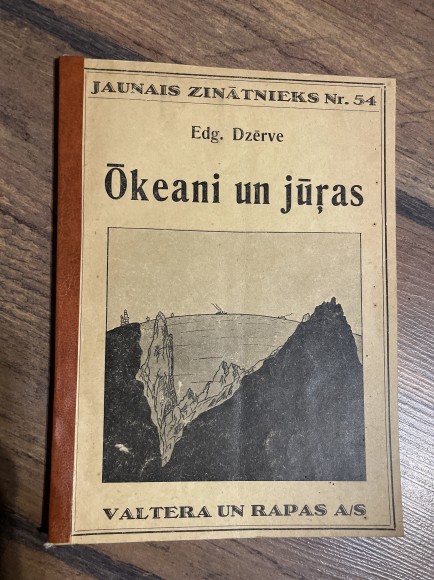 JAUNAIS ZINĀTNIEKS Nr. 54
Edg. Dzērve
Ōkeani un jūŗas
VALTERA UN RAPAS A/S